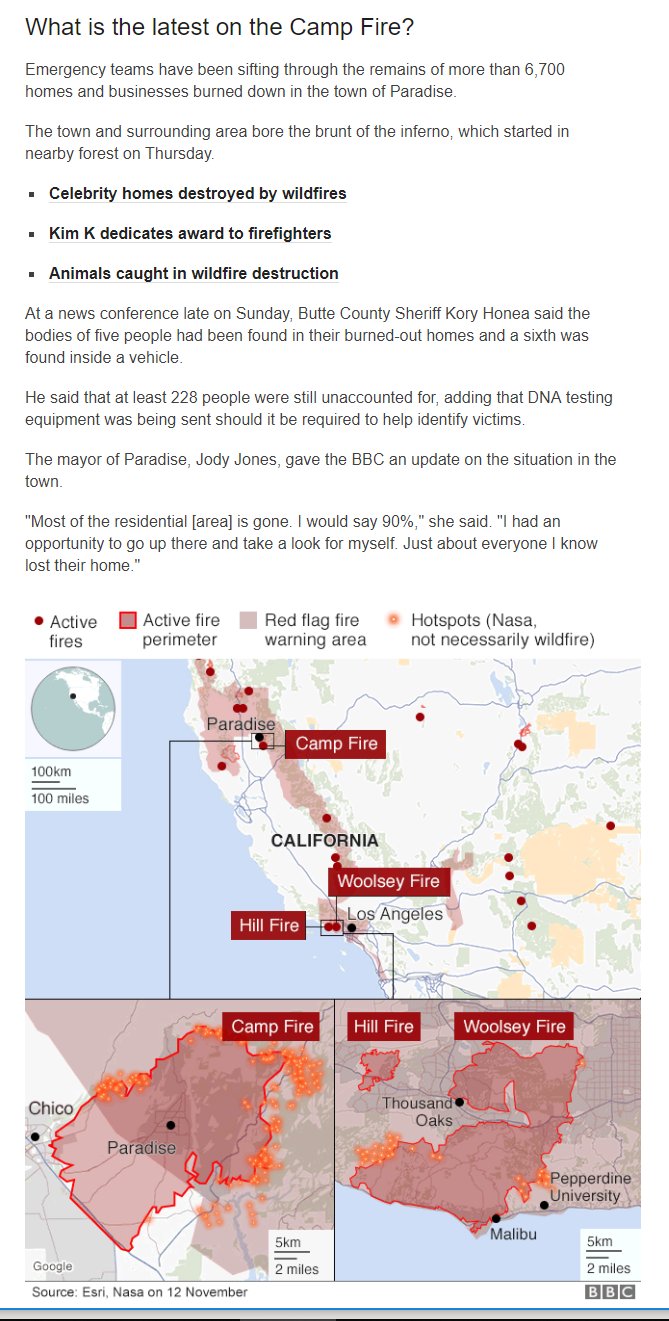 What is the latest on the Camp Fire?
Emergency teams have been sifting through the remains of more than 6,700
homes and businesses burned down in the town of Paradise.
The town and surrounding area bore the brunt of the inferno, which started in
nearby forest on Thursday.
Celebrity homes destroyed by wildfires
Kim K dedicates award to firefighters
Animals caught in wildfire destruction
At a news conference late on Sunday, Butte County Sheriff Kory Honea said the
bodies of five people had been found in their burned-out homes and a sixth was
found inside a vehicle.
He said that at least 228 people were still unaccounted for, adding that DNA testing
equipment was being sent should it be required to help identify victims.
The mayor of Paradise, Jody Jones, gave the BBC an update on the situation in the
town.
"Most of the residential [area] is gone. I would say 90%," she said. "I had an
opportunity to go up there and take a look for myself. Just about everyone I know
lost their home."
Active
fires
Active fire
perimeter
Red flag fire
warning area
Hotspots (Nasa,
not necessarily wildfire)
Paradise
Camp Fire
100km
100 miles
CALIFORNIA
Woolsey Fire
Los Angeles
Hill Fire
Camp Fire
Hill Fire
Woolsey Fire
Chico
Paradise
Thousand
Oaks
Pepperdine
University
Malibu
5km
2 miles
5km
2 miles
Google
Source: Esri, Nasa on 12 November
BBC